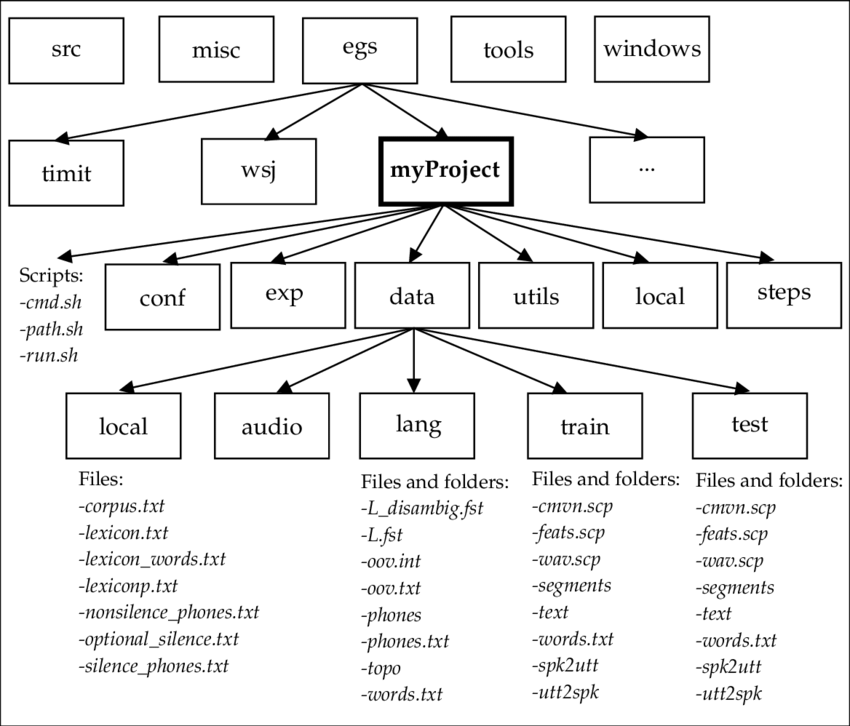 src misc egs tools windows
timit wsj myProject ...
Scripts:
-cmd.sh
-path.sh
-run.sh
conf exp data utils local steps
local audio lang train test
Files:
-corpus.txt
-lexicon.txt
-lexicon_words.txt
-lexiconp.txt
-nonsilence_phones.txt
-optional_silence.txt
-silence_phones.txt
Files and folders:
-L_disambig.fst
-L.fst
-oov.int
-oov.txt
-phones
-phones.txt
-topo
-words.txt
Files and folders:
-cmvn.scp
-feats.scp
-wav.scp
-segments
-text
-words.txt
-spk2utt
-utt2spk
Files and folders:
-cmvn.scp
-feats.scp
-wav.scp
-segments
-text
-words.txt
-spk2utt
-utt2spk